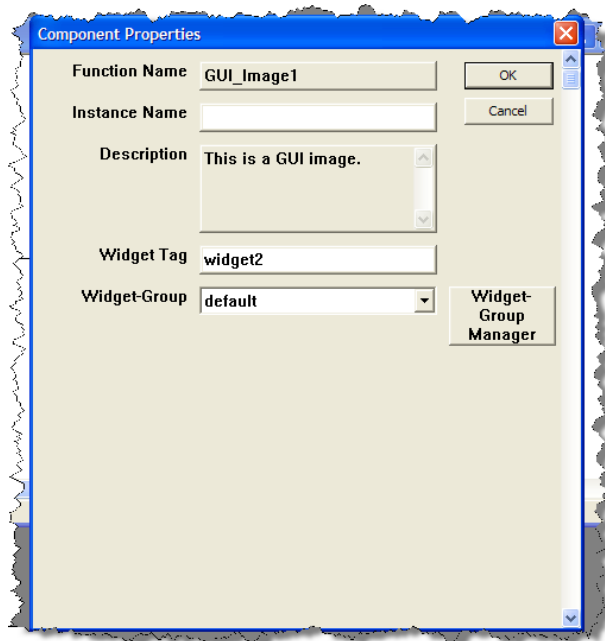 Component Properties
Function Name GUI_Image1 OK
Instance Name Cancel
Description This is a GUI image.
Widget Tag widget2
Widget-Group default Widget-
Group
Manager